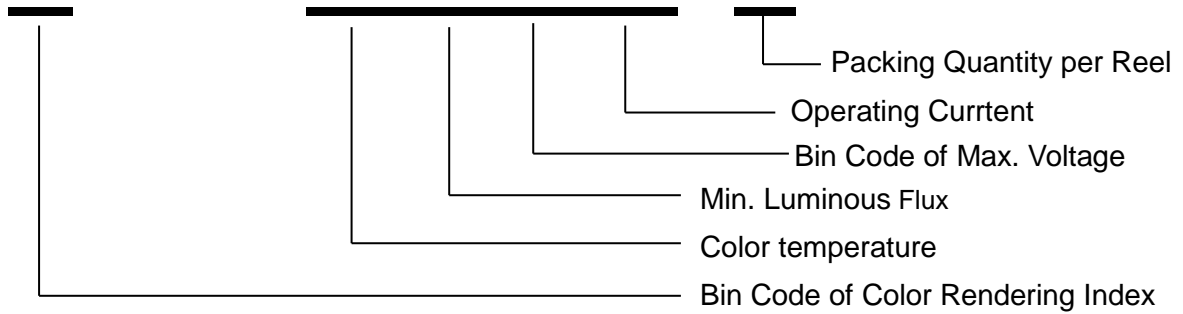 Packing Quantity per Reel
Operating Currtent
Bin Code of Max. Voltage
Min. Luminous Flux
Color temperature
Bin Code of Color Rendering Index